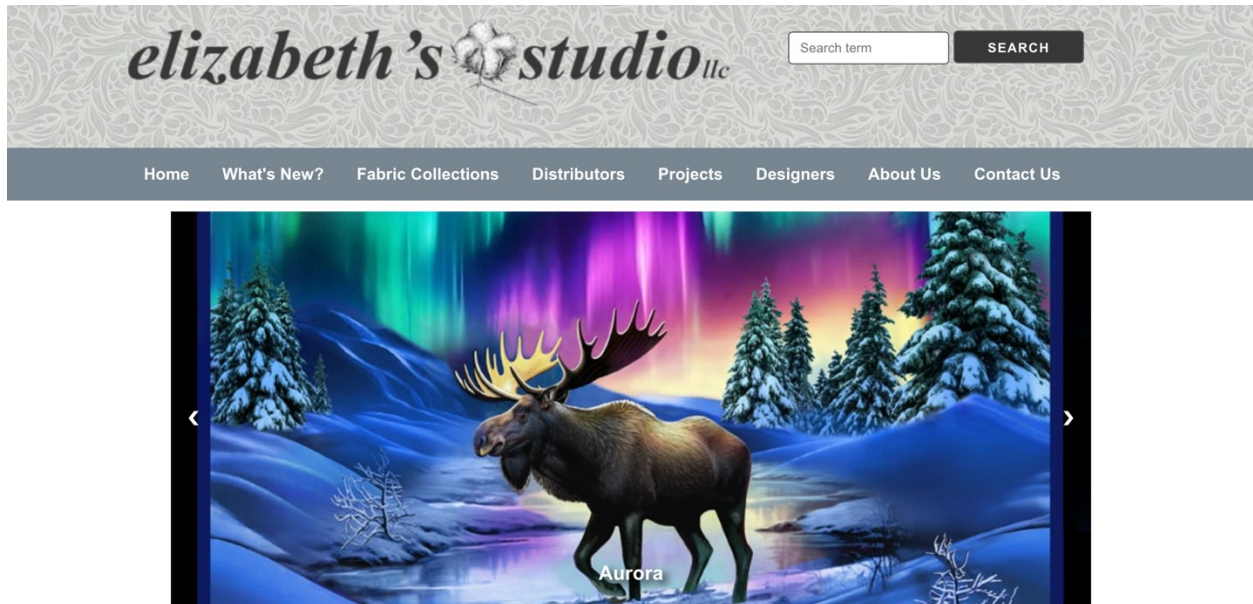 elizabeth's studio llc
Search term
SEARCH
Home What's New? Fabric Collections Distributors Projects Designers About Us Contact Us
‹ ›
Aurora